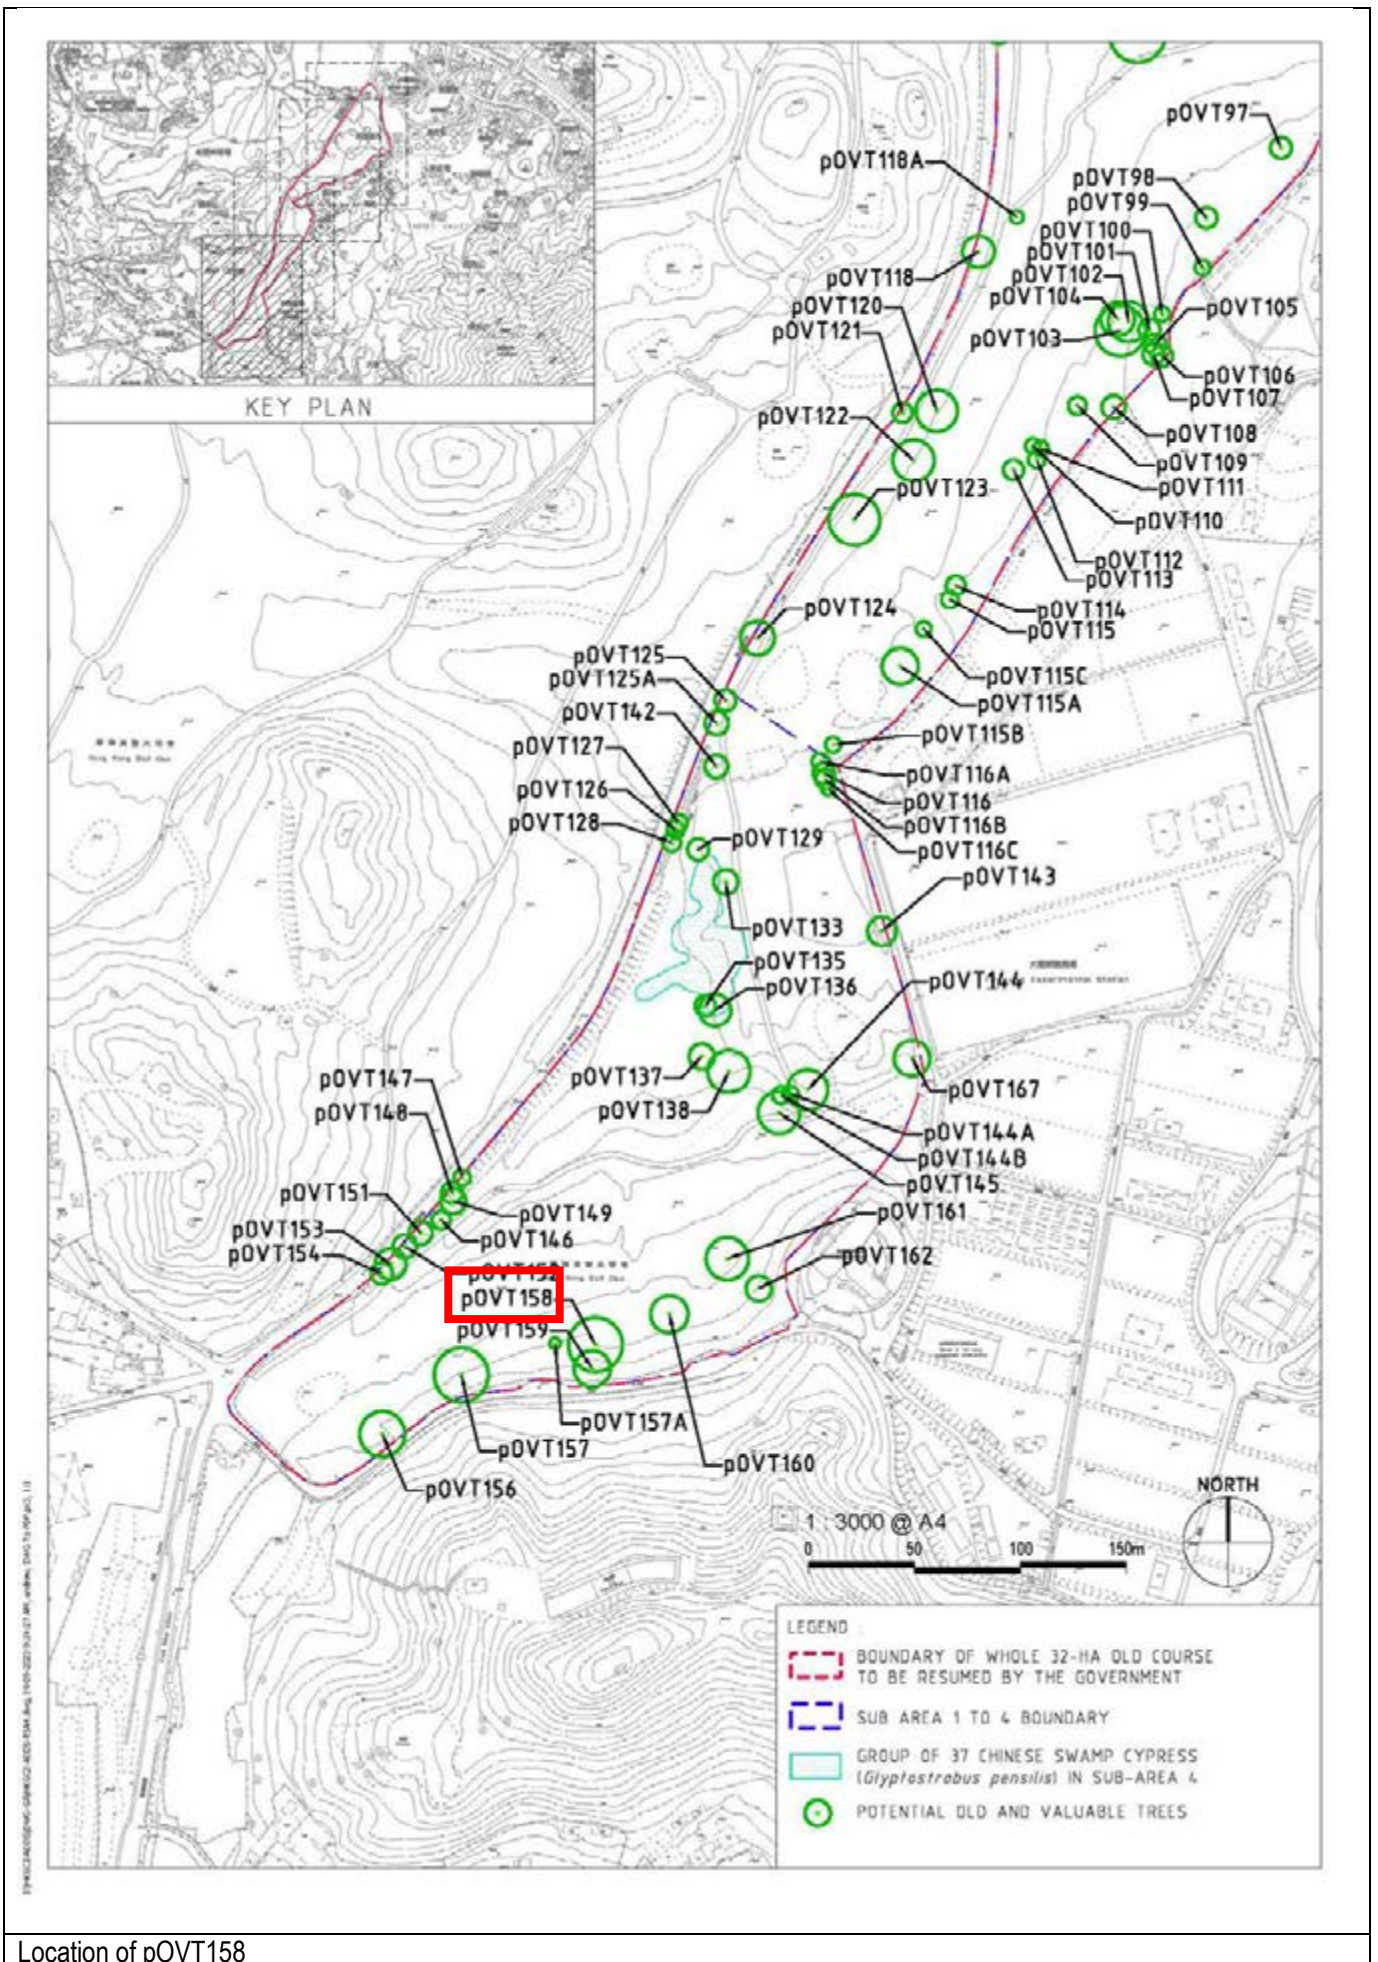 KEY PLAN
pOVT97
pOVT118A
pOVT98
pOVT99
pOVT100
pOVT101
pOVT102
pOVT104
pOVT103
pOVT105
pOVT118
pOVT120
pOVT121
pOVT106
pOVT107
pOVT122
pOVT108
pOVT109
pOVT111
pOVT123
pOVT110
pOVT112
pOVT113
pOVT124
pOVT114
pOVT115
pOVT125
pOVT125A
pOVT115C
pOVT115A
pOVT142
pOVT115B
pOVT127
pOVT116A
pOVT126
pOVT116
pOVT128
pOVT116B
pOVT129
pOVT116C
pOVT143
pOVT133
pOVT135
pOVT136
pOVT144
Experimental Station
pOVT147
pOVT137
pOVT167
pOVT148
pOVT138
pOVT144A
pOVT144B
pOVT145
pOVT151
pOVT149
pOVT161
pOVT153
pOVT146
pOVT154
pOVT162
pOVT152
pOVT158
pOVT159
pOVT157A
pOVT157
pOVT160
pOVT156
NORTH
1 : 3000 @ A4
0 50 100 150m
LEGEND :
BOUNDARY OF WHOLE 32-HA OLD COURSE
TO BE RESUMED BY THE GOVERNMENT
SUB AREA 1 TO 4 BOUNDARY
GROUP OF 37 CHINESE SWAMP CYPRESS
(Glyptostrobus pensilis) IN SUB-AREA 4
POTENTIAL OLD AND VALUABLE TREES
Location of pOVT158